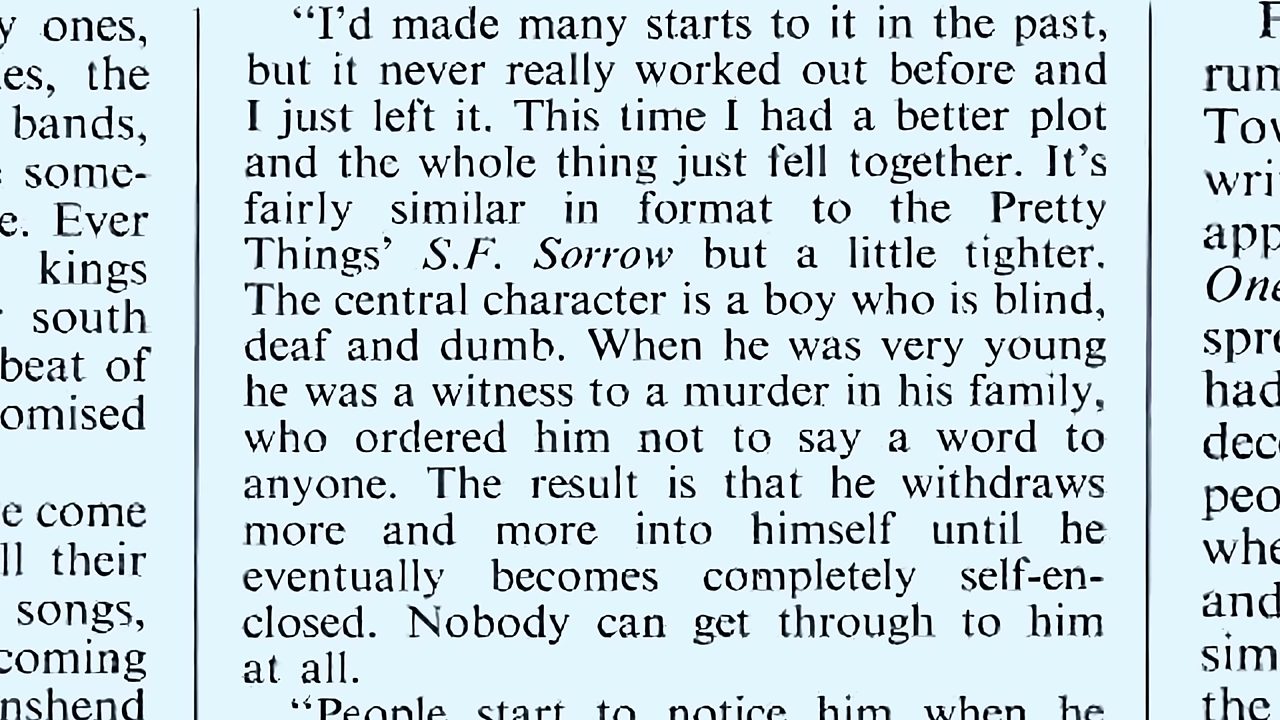 y ones,
es, the
bands,
some-
e. Ever
kings
south
beat of
omised
e come
ll their
songs,
coming
nshend
“I’d made many starts to it in the past,
but it never really worked out before and
I just left it. This time I had a better plot
and the whole thing just fell together. It’s
fairly similar in format to the Pretty
Things’ S.F. Sorrow but a little tighter.
The central character is a boy who is blind,
deaf and dumb. When he was very young
he was a witness to a murder in his family,
who ordered him not to say a word to
anyone. The result is that he withdraws
more and more into himself until he
eventually becomes completely self-en-
closed. Nobody can get through to him
at all.
“People start to notice him when he
rum
Tow
wri
app
One
spre
had
dece
peo
whe
and
sim
the